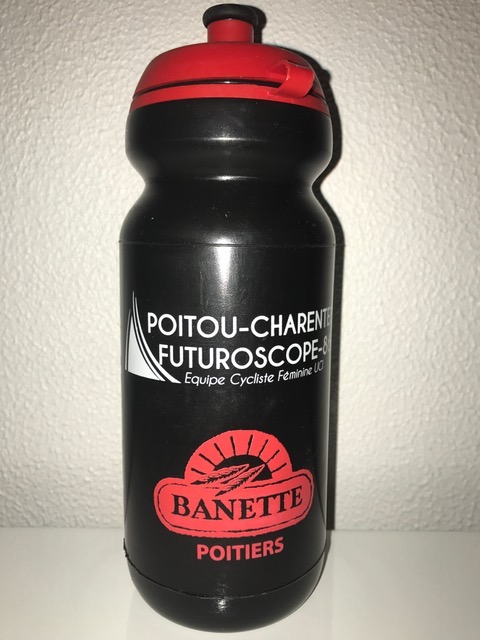 POITOU-CHARENTE
FUTUROSCOPE-8
Equipe Cycliste Féminine UCI
BANETTE
POITIERS